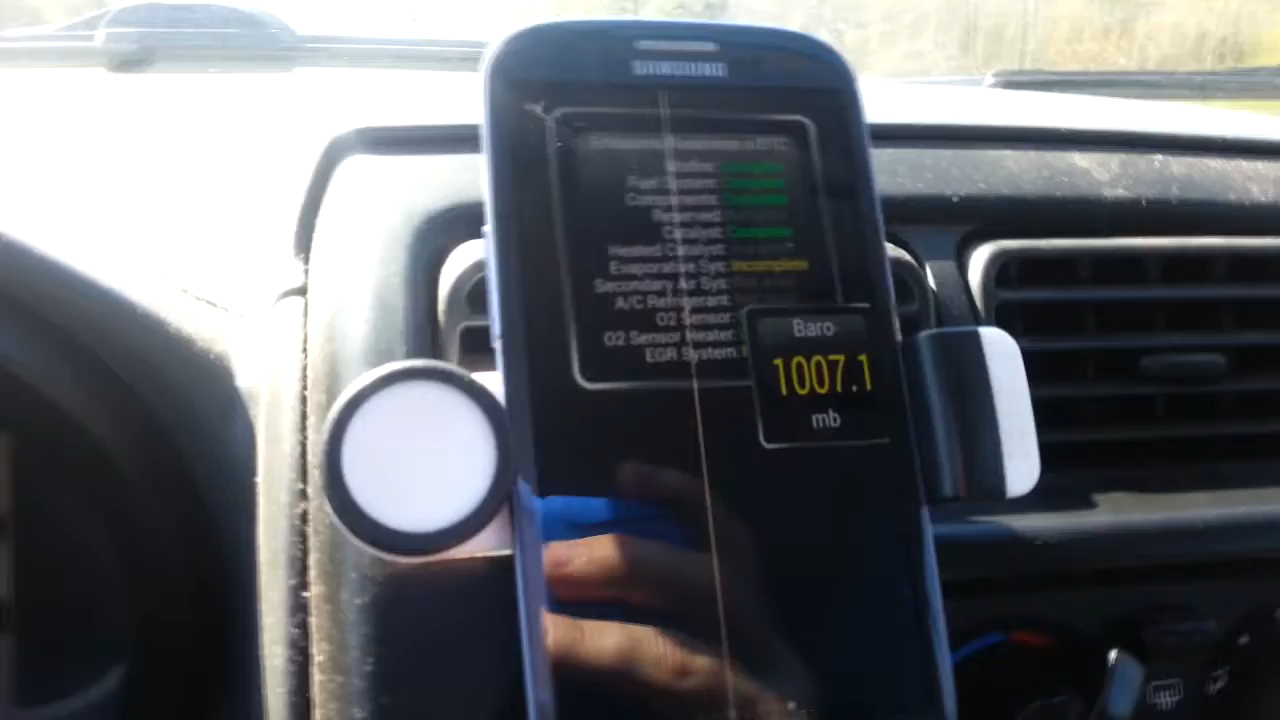 Misfire: Complete
Fuel System: Complete
Components: Complete
Reserved:
Catalyst: Complete
Heated Catalyst:
Evaporative Sys: Incomplete
Secondary Air Sys:
A/C Refrigerant:
O2 Sensor:
O2 Sensor Heater:
EGR System:
Baro
1007.1
mb